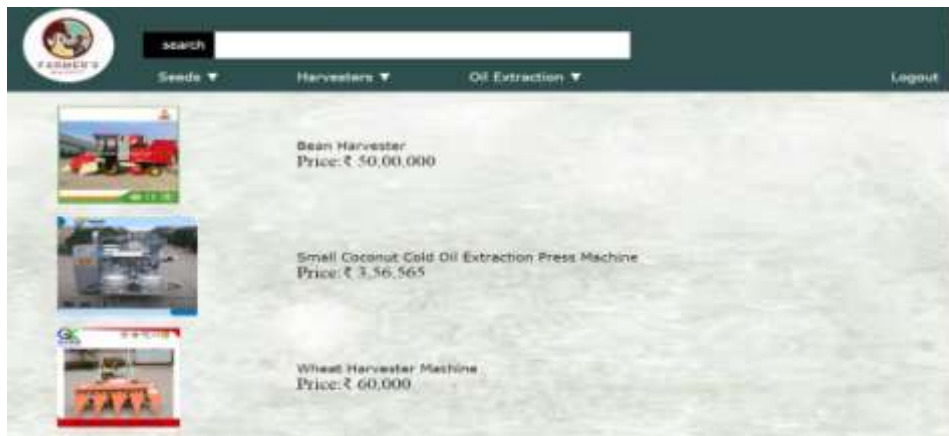 search
FARMER'S
Seeds ▼ Harvesters ▼ Oil Extraction ▼ Logout
Bean Harvester
Price: ₹ 50,00,000
Small Coconut Cold Oil Extraction Press Machine
Price: ₹ 3,56,565
Wheat Harvester Machine
Price: ₹ 60,000